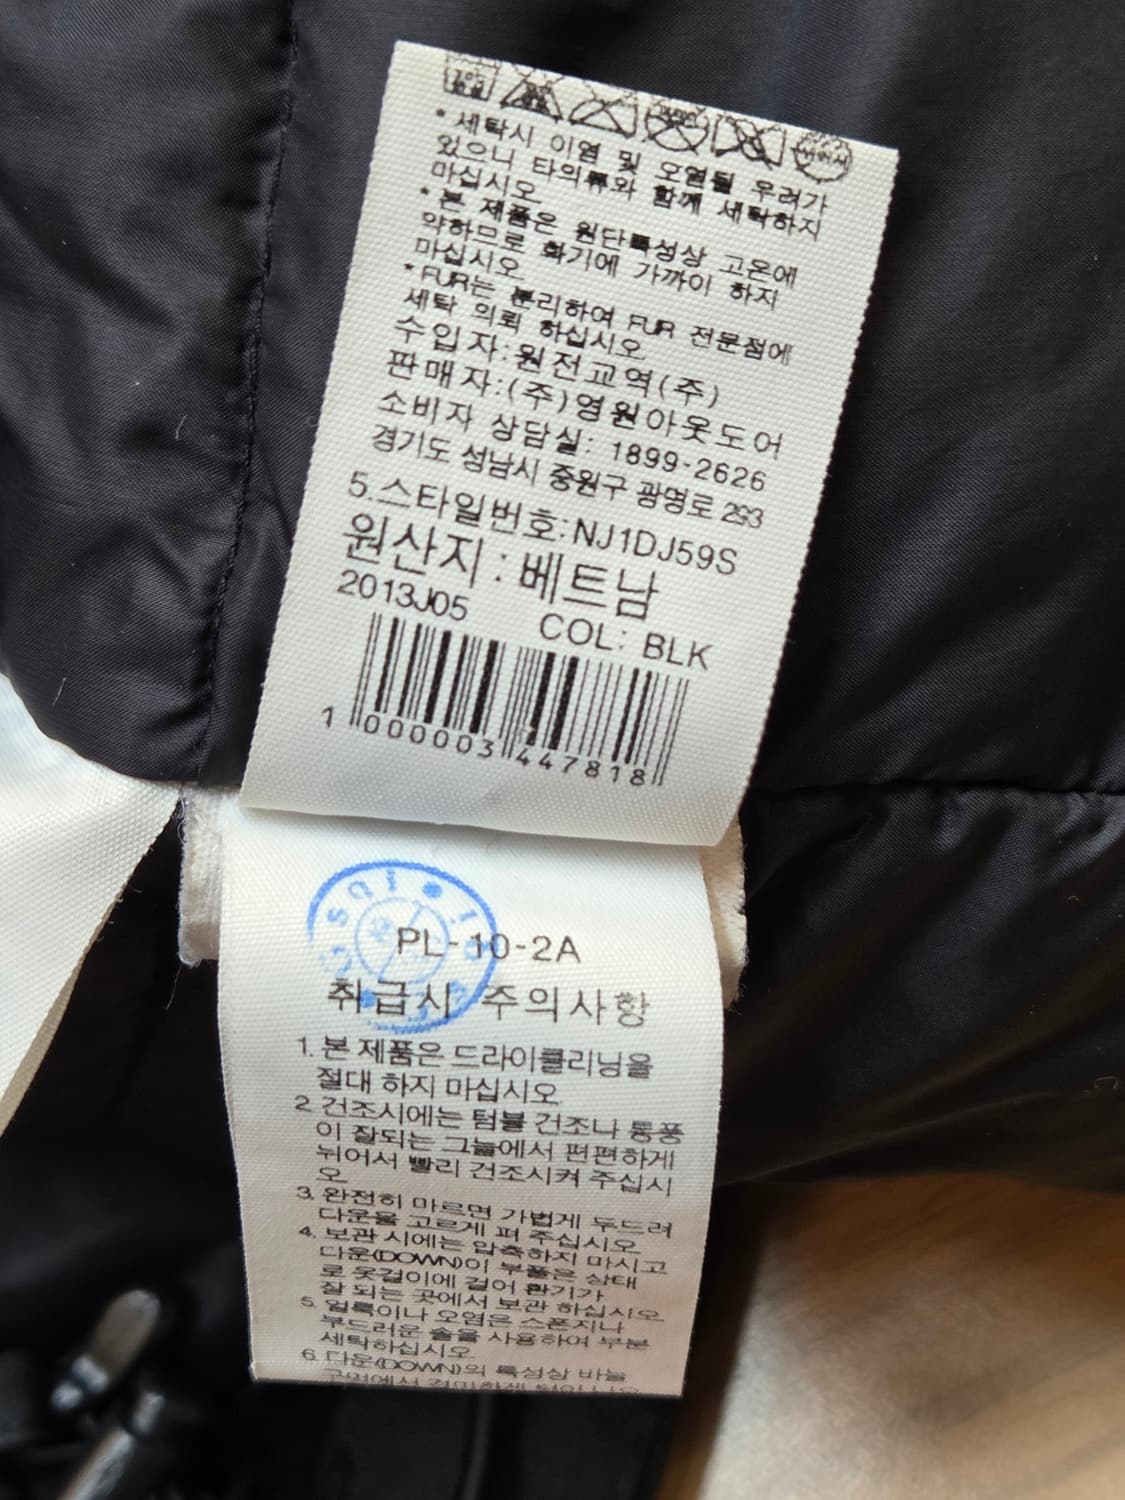 * 세탁시 이염 및 오염될 우려가
있으니 타의류와 함께 세탁하지
마십시오
* 본 제품은 원단특성상 고온에
약하므로 화기에 가까이 하지
마십시오
* FUR는 분리하여 FUR 전문점에
세탁 의뢰 하십시오
수입자:원전교역(주)
판매자:(주)영원아웃도어
소비자 상담실: 1899-2626
경기도 성남시 중원구 광명로 293
5.스타일번호:NJ1DJ59S
원산지:베트남
2013J05 COL: BLK
1 000003 447818
PL-10-2A
취급시 주의사항
1. 본 제품은 드라이클리닝을
절대 하지 마십시오
2 건조시에는 텀블 건조나 통풍
이 잘되는 그늘에서 편편하게
뉘어서 빨리 건조시켜 주십시
오
3. 완전히 마르면 가볍게 두드려
다운을 고르게 펴 주십시오
4. 보관 시에는 압축하지 마시고
다운(DOWN)이 부풀은 상태
로 옷걸이에 걸어 환기가
잘 되는 곳에서 보관 하십시오
5. 얼룩이나 오염은 스폰지나
부드러운 솔을 사용하여 부분
세탁하십시오
6. 다운(DOWN)의 특성상 바늘